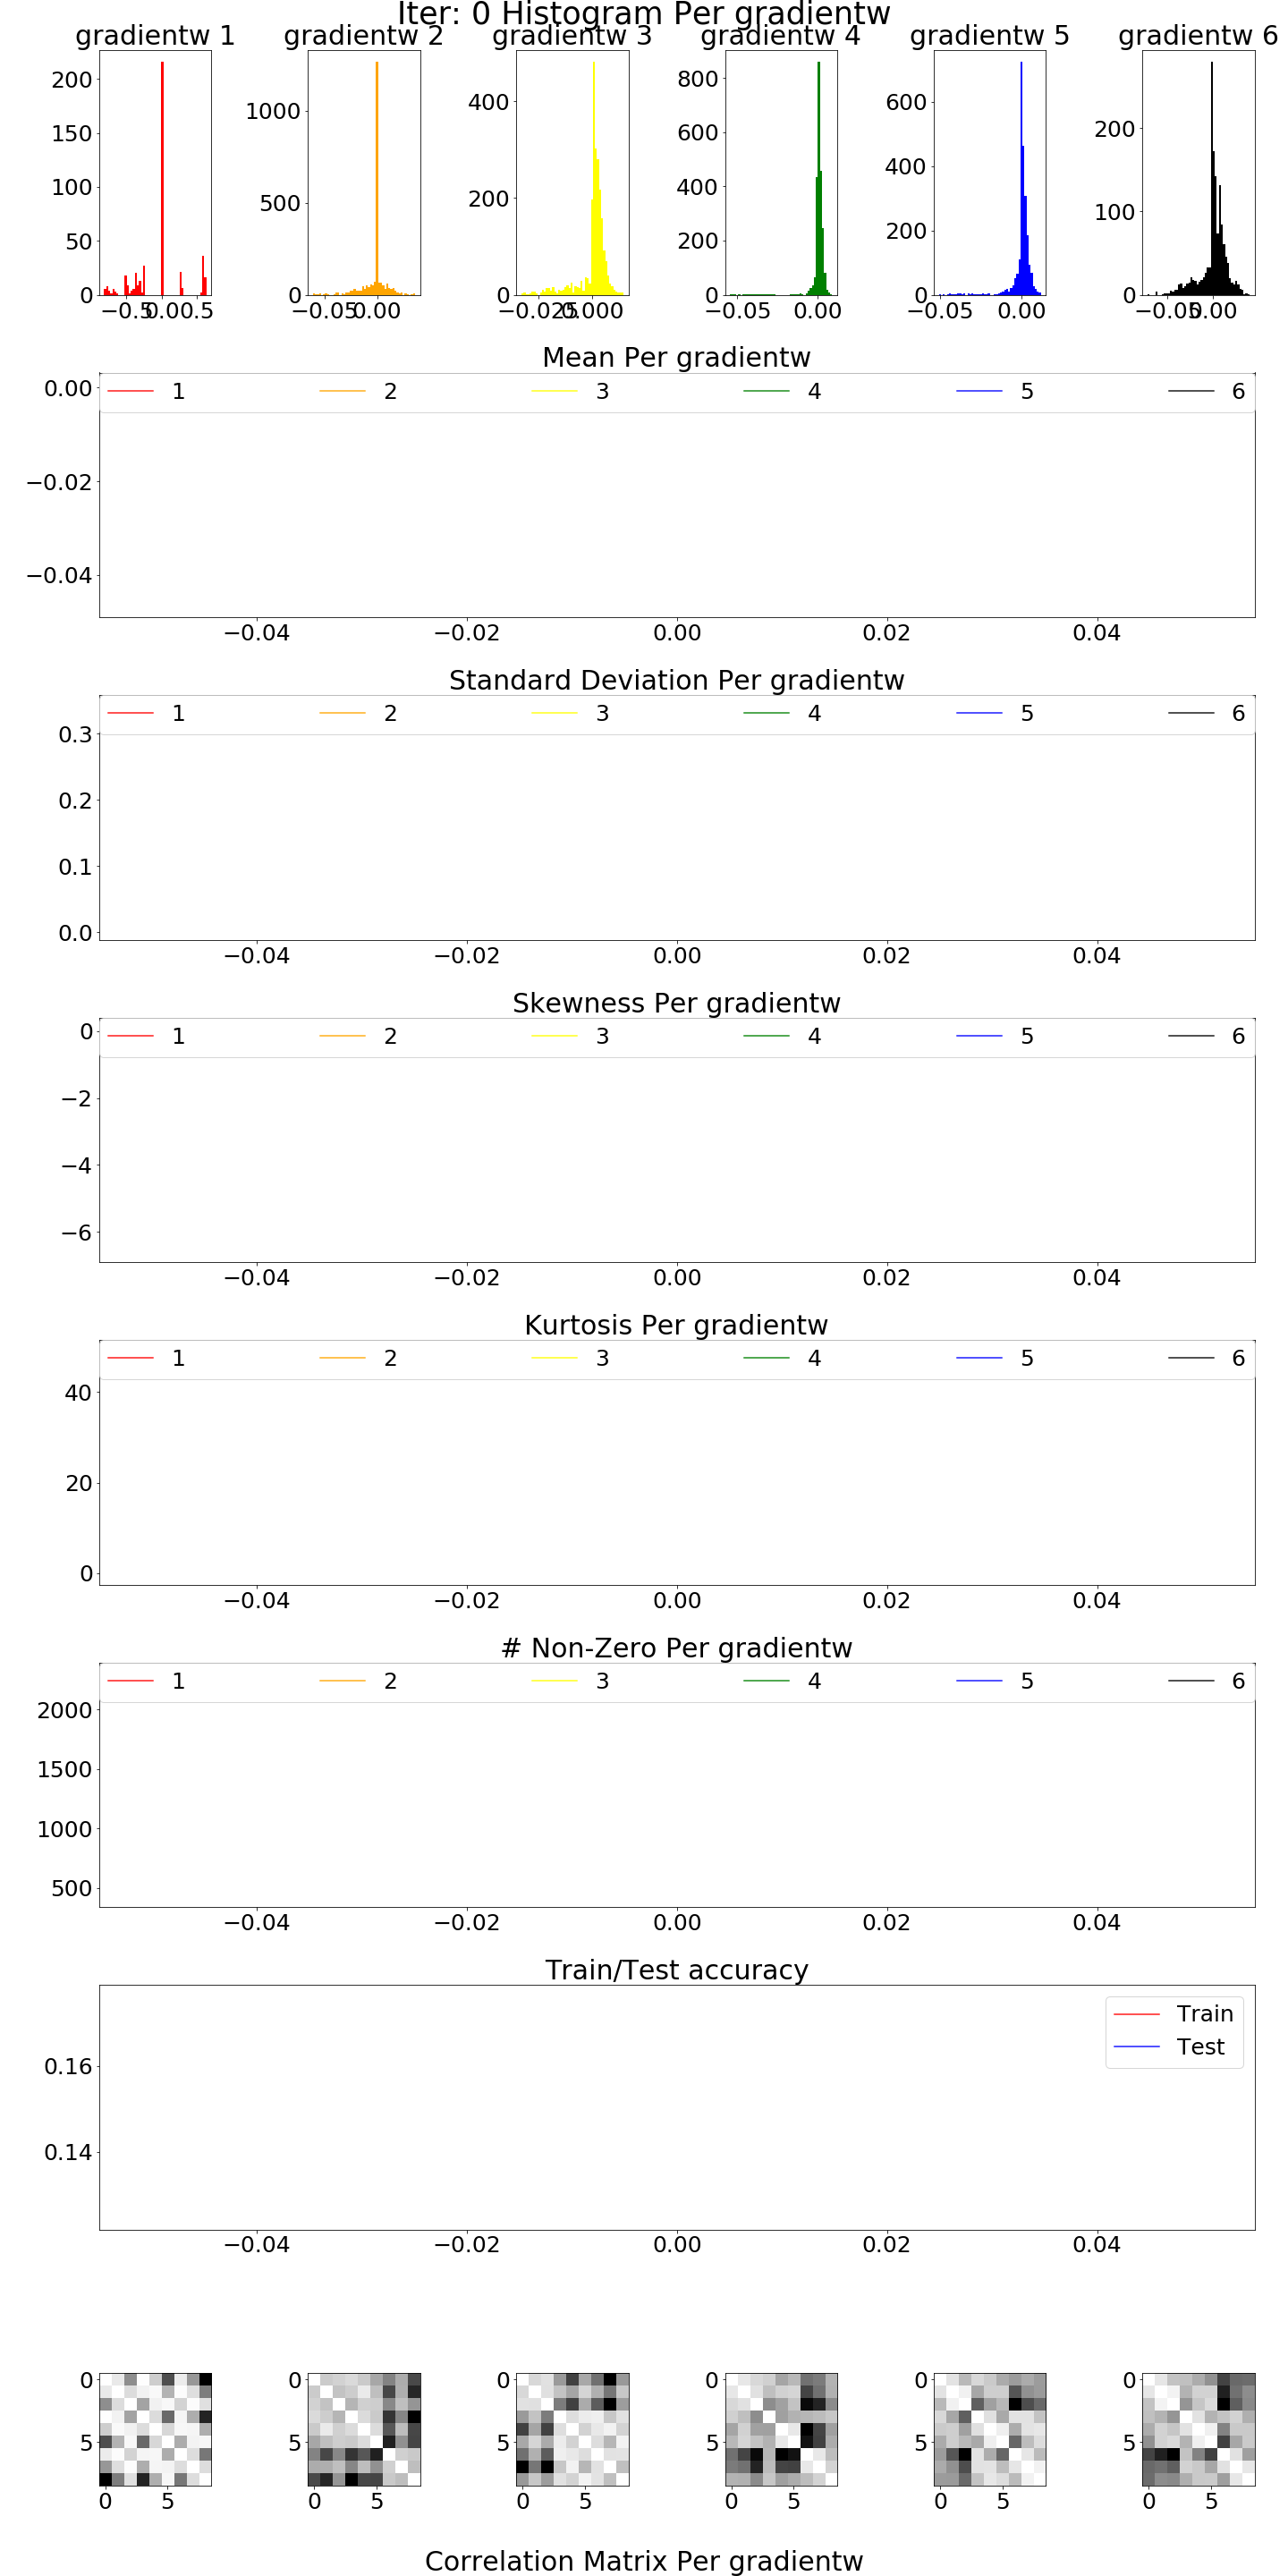 Iter: 0 Histogram Per gradientw
gradientw 1 gradientw 2 gradientw 3 gradientw 4 gradientw 5 gradientw 6
200 150 100 50 0
1000 500 0
400 200 0
800 600 400 200 0
600 400 200 0
200 100 0
−0.5 0.0 0.5 −0.05 0.00 −0.025 0.000 −0.05 0.00 −0.05 0.00 −0.05 0.00
Mean Per gradientw
1 2 3 4 5 6
0.00
−0.02
−0.04
−0.04 −0.02 0.00 0.02 0.04
Standard Deviation Per gradientw
1 2 3 4 5 6
0.3
0.2
0.1
0.0
−0.04 −0.02 0.00 0.02 0.04
Skewness Per gradientw
0 1 2 3 4 5 6
−2
−4
−6
−0.04 −0.02 0.00 0.02 0.04
Kurtosis Per gradientw
1 2 3 4 5 6
40
20
0
−0.04 −0.02 0.00 0.02 0.04
# Non-Zero Per gradientw
1 2 3 4 5 6
2000
1500
1000
500
−0.04 −0.02 0.00 0.02 0.04
Train/Test accuracy
Train
Test
0.16
0.14
−0.04 −0.02 0.00 0.02 0.04
0 0 0 0 0 0
5 5 5 5 5 5
0 5 0 5 0 5 0 5 0 5 0 5
Correlation Matrix Per gradientw